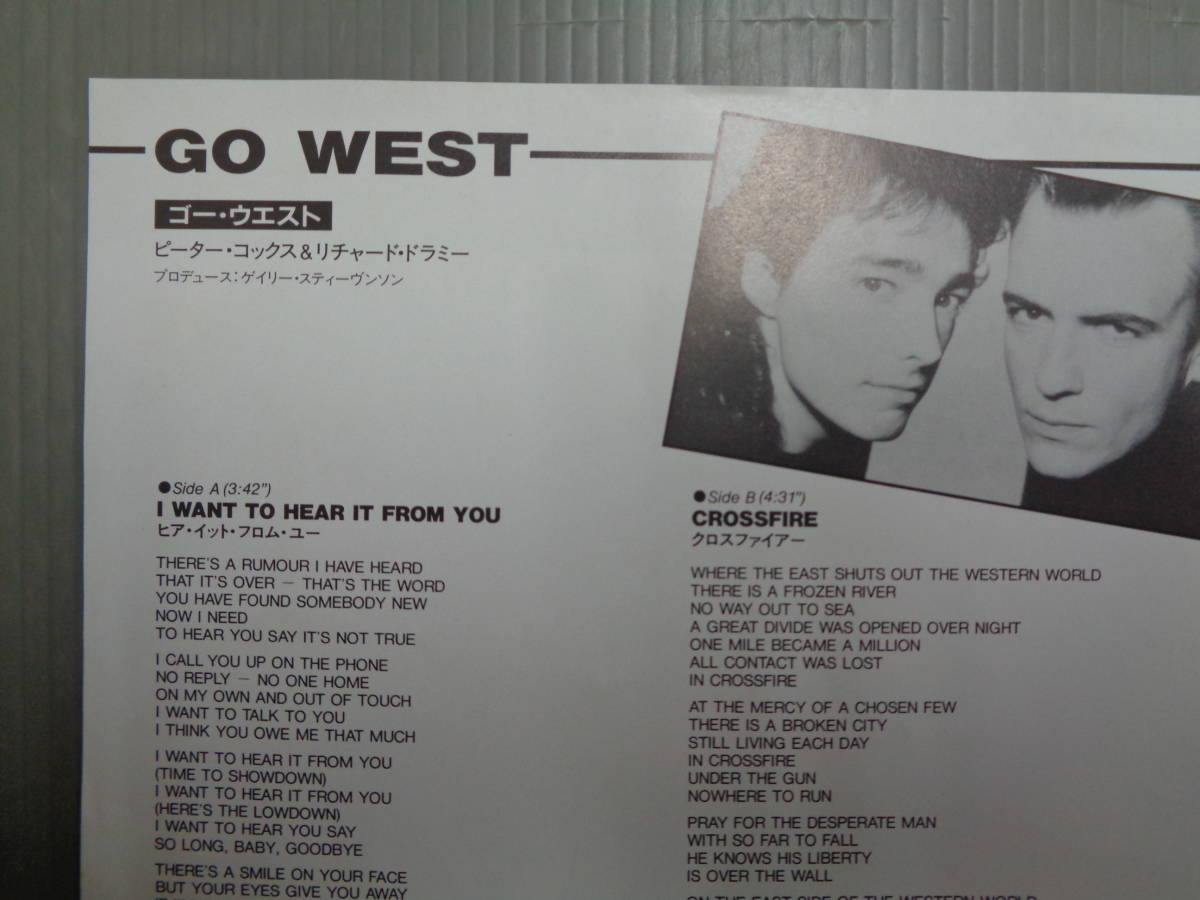 GO WEST
ゴー・ウエスト
ピーター・コックス&リチャード・ドラミー
プロデュース:ゲイリー・スティーヴンソン
●Side A (3:42")
I WANT TO HEAR IT FROM YOU
ヒア・イット・フロム・ユー
THERE'S A RUMOUR I HAVE HEARD
THAT IT'S OVER – THAT'S THE WORD
YOU HAVE FOUND SOMEBODY NEW
NOW I NEED
TO HEAR YOU SAY IT'S NOT TRUE
I CALL YOU UP ON THE PHONE
NO REPLY – NO ONE HOME
ON MY OWN AND OUT OF TOUCH
I WANT TO TALK TO YOU
I THINK YOU OWE ME THAT MUCH
I WANT TO HEAR IT FROM YOU
(TIME TO SHOWDOWN)
I WANT TO HEAR IT FROM YOU
(HERE'S THE LOWDOWN)
I WANT TO HEAR YOU SAY
SO LONG, BABY, GOODBYE
THERE'S A SMILE ON YOUR FACE
BUT YOUR EYES GIVE YOU AWAY
●Side B (4:31")
CROSSFIRE
クロスファイアー
WHERE THE EAST SHUTS OUT THE WESTERN WORLD
THERE IS A FROZEN RIVER
NO WAY OUT TO SEA
A GREAT DIVIDE WAS OPENED OVER NIGHT
ONE MILE BECAME A MILLION
ALL CONTACT WAS LOST
IN CROSSFIRE
AT THE MERCY OF A CHOSEN FEW
THERE IS A BROKEN CITY
STILL LIVING EACH DAY
IN CROSSFIRE
UNDER THE GUN
NOWHERE TO RUN
PRAY FOR THE DESPERATE MAN
WITH SO FAR TO FALL
HE KNOWS HIS LIBERTY
IS OVER THE WALL
ON THE EAST SIDE OF THE WESTERN WORLD